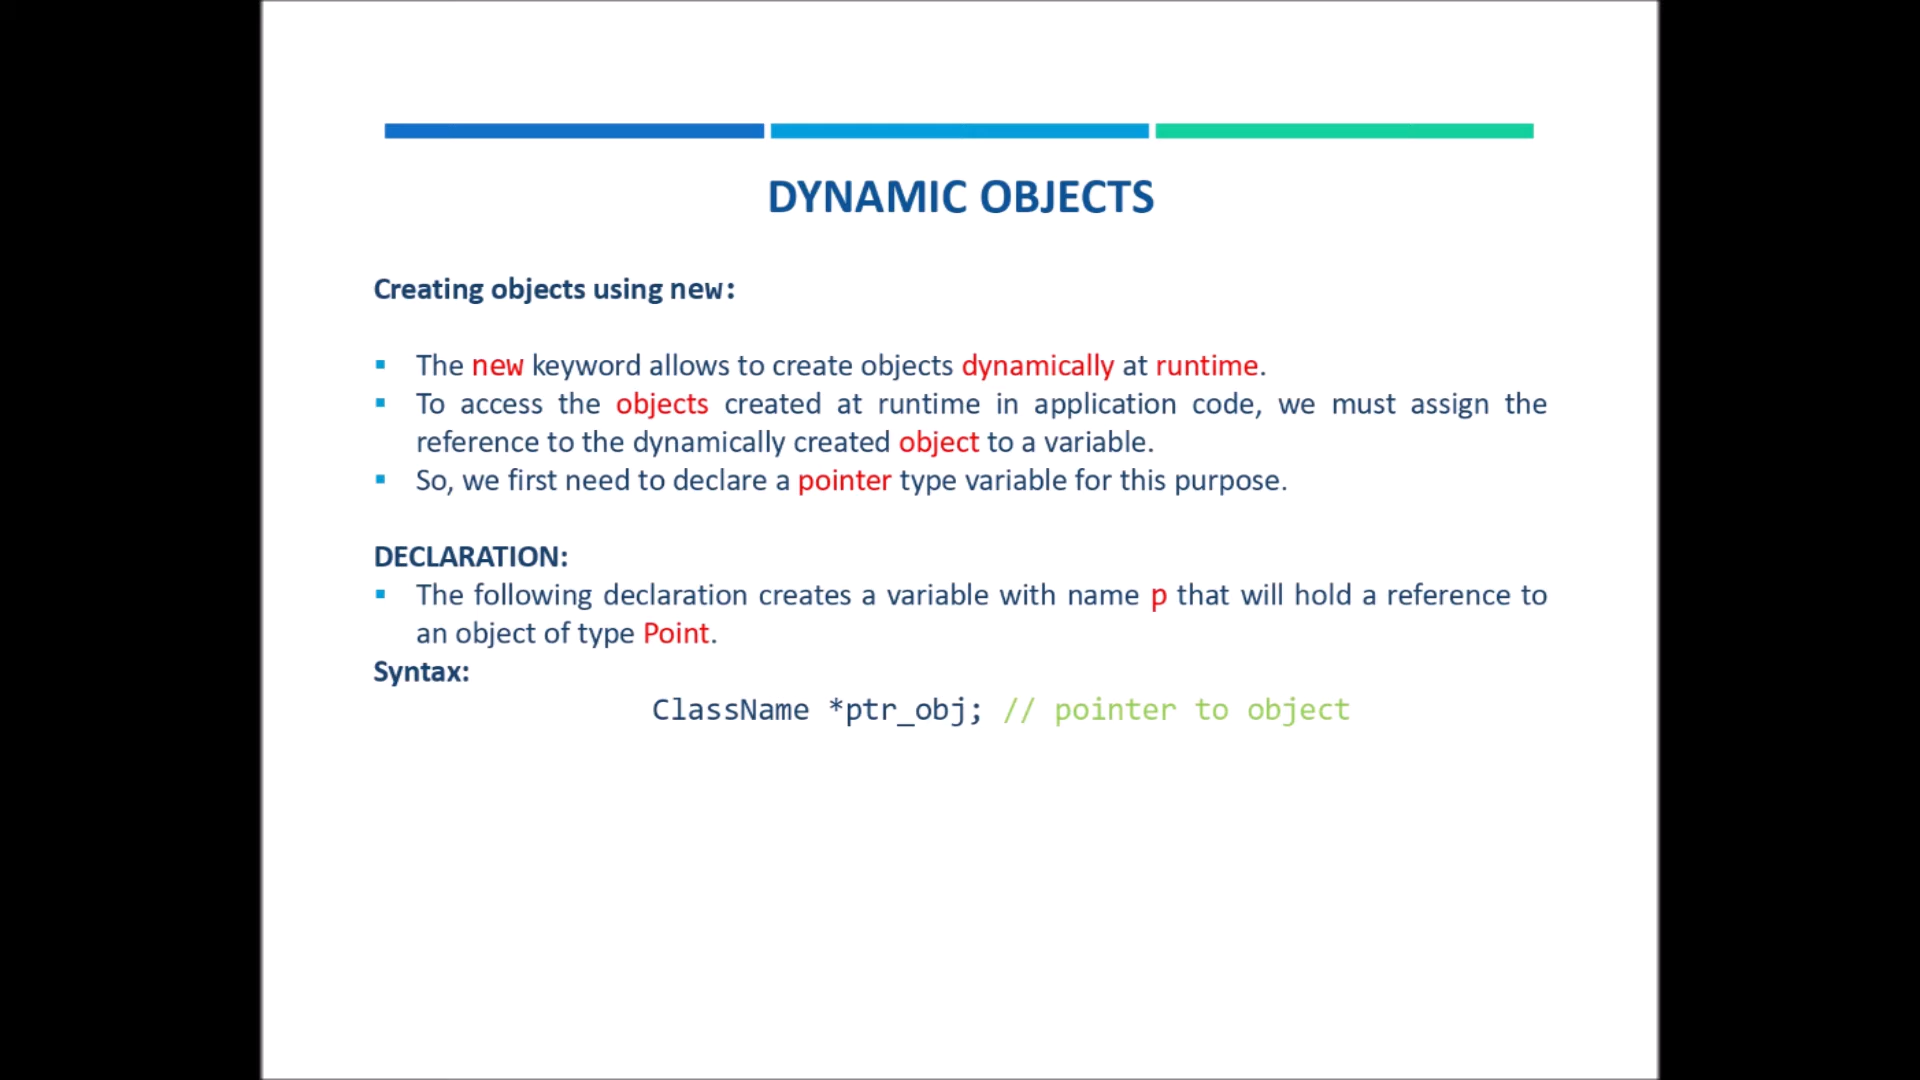 DYNAMIC OBJECTS
Creating objects using new:
The new keyword allows to create objects dynamically at runtime.
To access the objects created at runtime in application code, we must assign the
reference to the dynamically created object to a variable.
So, we first need to declare a pointer type variable for this purpose.
DECLARATION:
The following declaration creates a variable with name p that will hold a reference to
an object of type Point.
Syntax:
ClassName *ptr_obj; // pointer to object